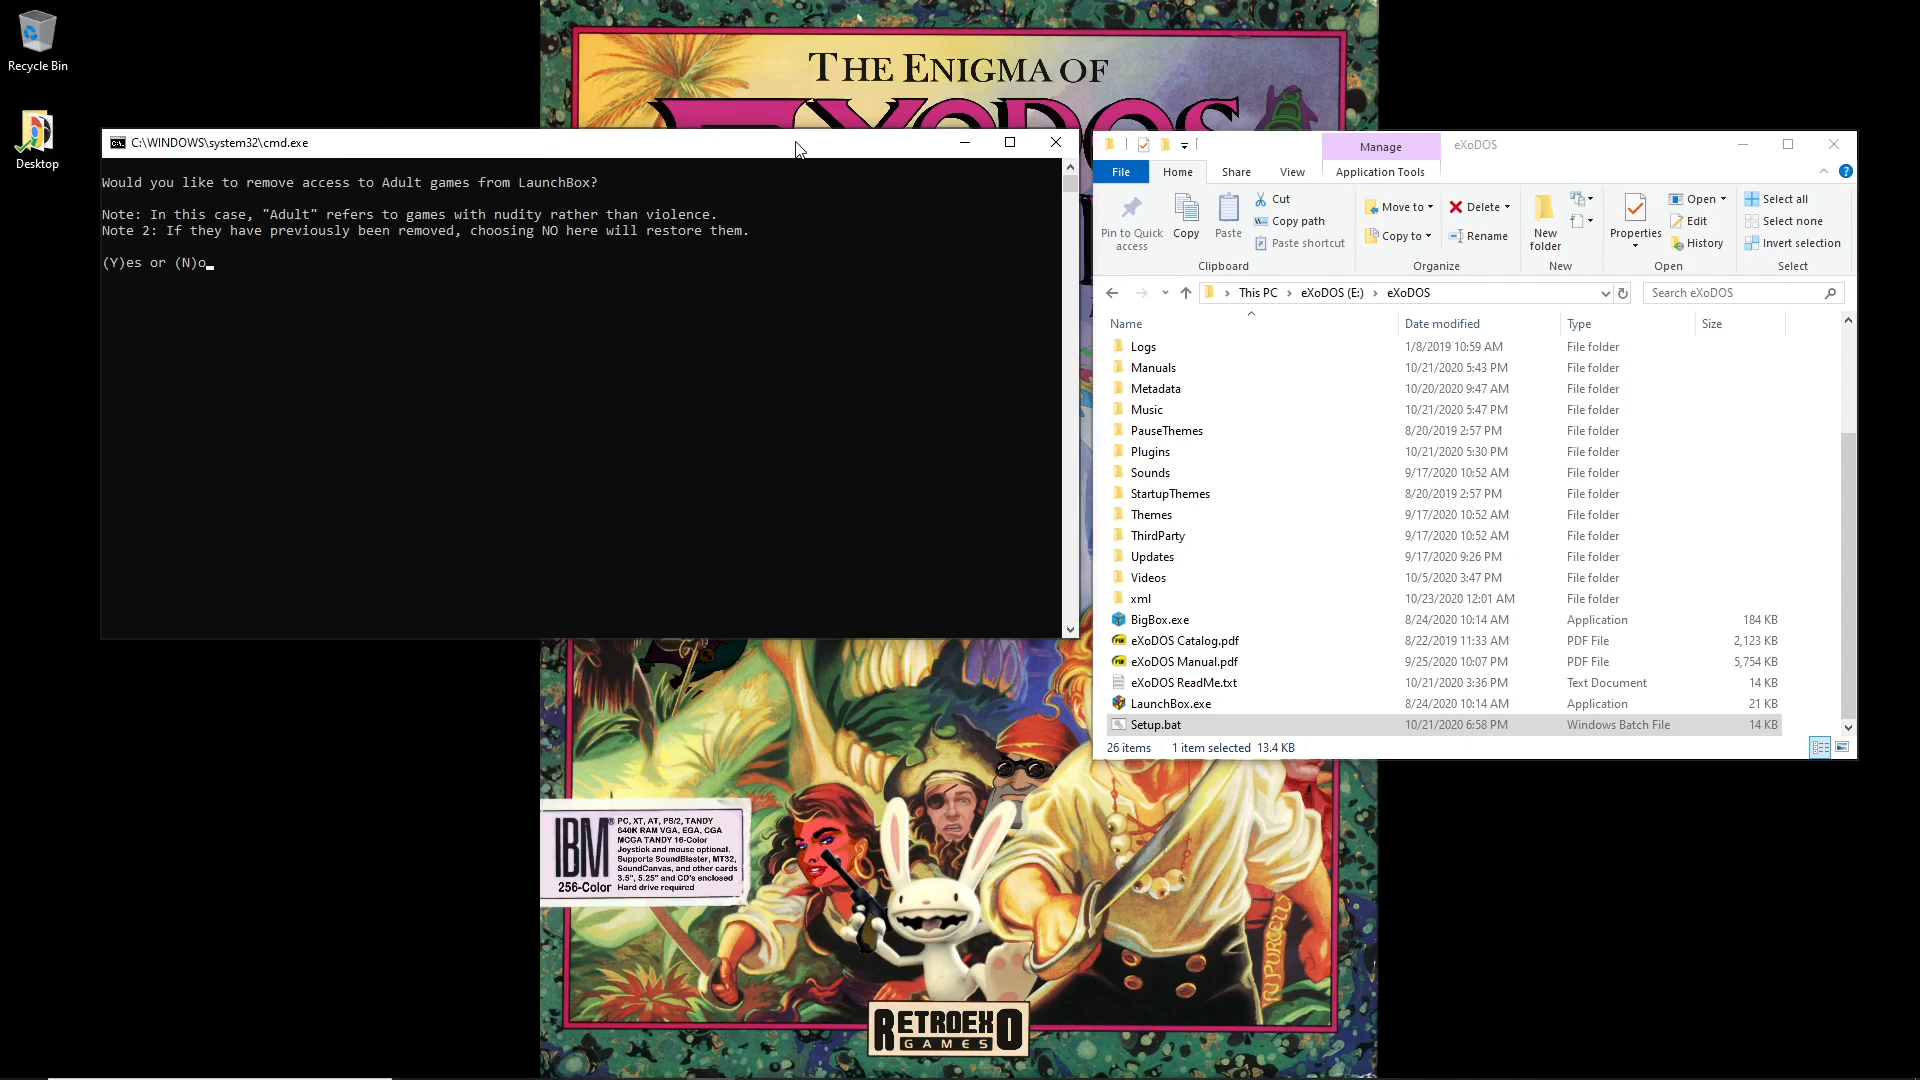 Recycle Bin
Desktop
THE ENIGMA OF
EXODOS
C:\WINDOWS\system32\cmd.exe
Would you like to remove access to Adult games from LaunchBox?
Note: In this case, "Adult" refers to games with nudity rather than violence.
Note 2: If they have previously been removed, choosing NO here will restore them.
(Y)es or (N)o
Manage
eXoDOS
File
Home
Share
View
Application Tools
Pin to Quick access
Copy
Paste
Cut
Copy path
Paste shortcut
Clipboard
Move to
Copy to
Delete
Rename
Organize
New folder
New
Properties
Open
Edit
History
Open
Select all
Select none
Invert selection
Select
This PC > eXoDOS (E:) > eXoDOS
Search eXoDOS
Name Date modified Type Size
Logs 1/8/2019 10:59 AM File folder
Manuals 10/21/2020 5:43 PM File folder
Metadata 10/20/2020 9:47 AM File folder
Music 10/21/2020 5:47 PM File folder
PauseThemes 8/20/2019 2:57 PM File folder
Plugins 10/21/2020 5:30 PM File folder
Sounds 9/17/2020 10:52 AM File folder
StartupThemes 8/20/2019 2:57 PM File folder
Themes 9/17/2020 10:52 AM File folder
ThirdParty 9/17/2020 10:52 AM File folder
Updates 9/17/2020 9:26 PM File folder
Videos 10/5/2020 3:47 PM File folder
xml 10/23/2020 12:01 AM File folder
BigBox.exe 8/24/2020 10:14 AM Application 184 KB
eXoDOS Catalog.pdf 8/22/2019 11:33 AM PDF File 2,123 KB
eXoDOS Manual.pdf 9/25/2020 10:07 PM PDF File 5,754 KB
eXoDOS ReadMe.txt 10/21/2020 3:36 PM Text Document 14 KB
LaunchBox.exe 8/24/2020 10:14 AM Application 21 KB
Setup.bat 10/21/2020 6:58 PM Windows Batch File 14 KB
26 items 1 item selected 13.4 KB
IBM®
256-Color
PC, XT, AT, PS/2, TANDY
640K RAM VGA, EGA, CGA
MCGA TANDY 16-Color
Joystick and mouse optional.
Supports SoundBlaster, MT32,
SoundCanvas, and other cards
3.5", 5.25" and CD's enclosed
Hard drive required
PURCELL
RETROEXO
GAMES